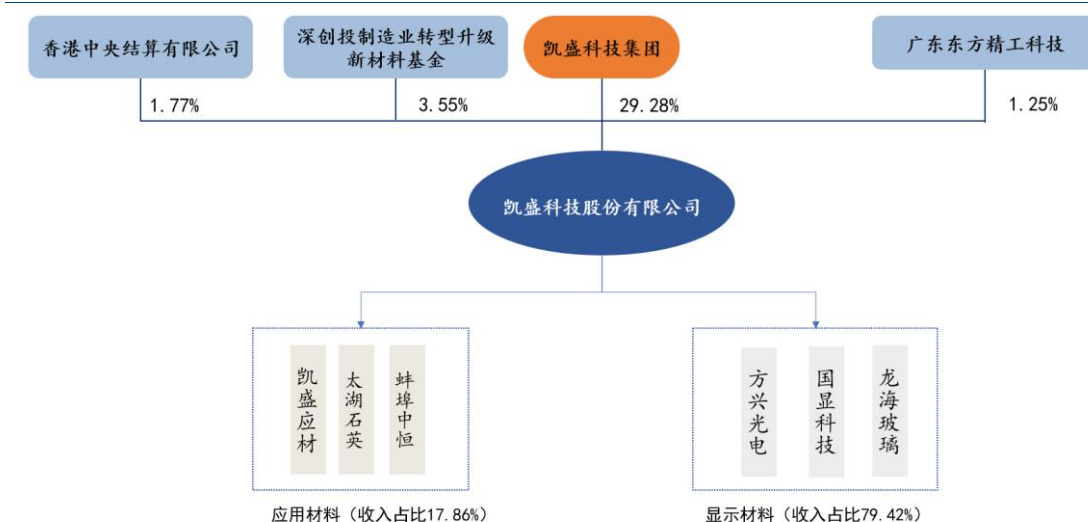 香港中央结算有限公司
深创投制造业转型升级
新材料基金
凯盛科技集团
广东东方精工科技
1.77%
3.55%
29.28%
1.25%
凯盛科技股份有限公司
凯盛应材
太湖石英
蚌埠中恒
方兴光电
国显科技
龙海玻璃
应用材料（收入占比17.86%）
显示材料（收入占比79.42%）